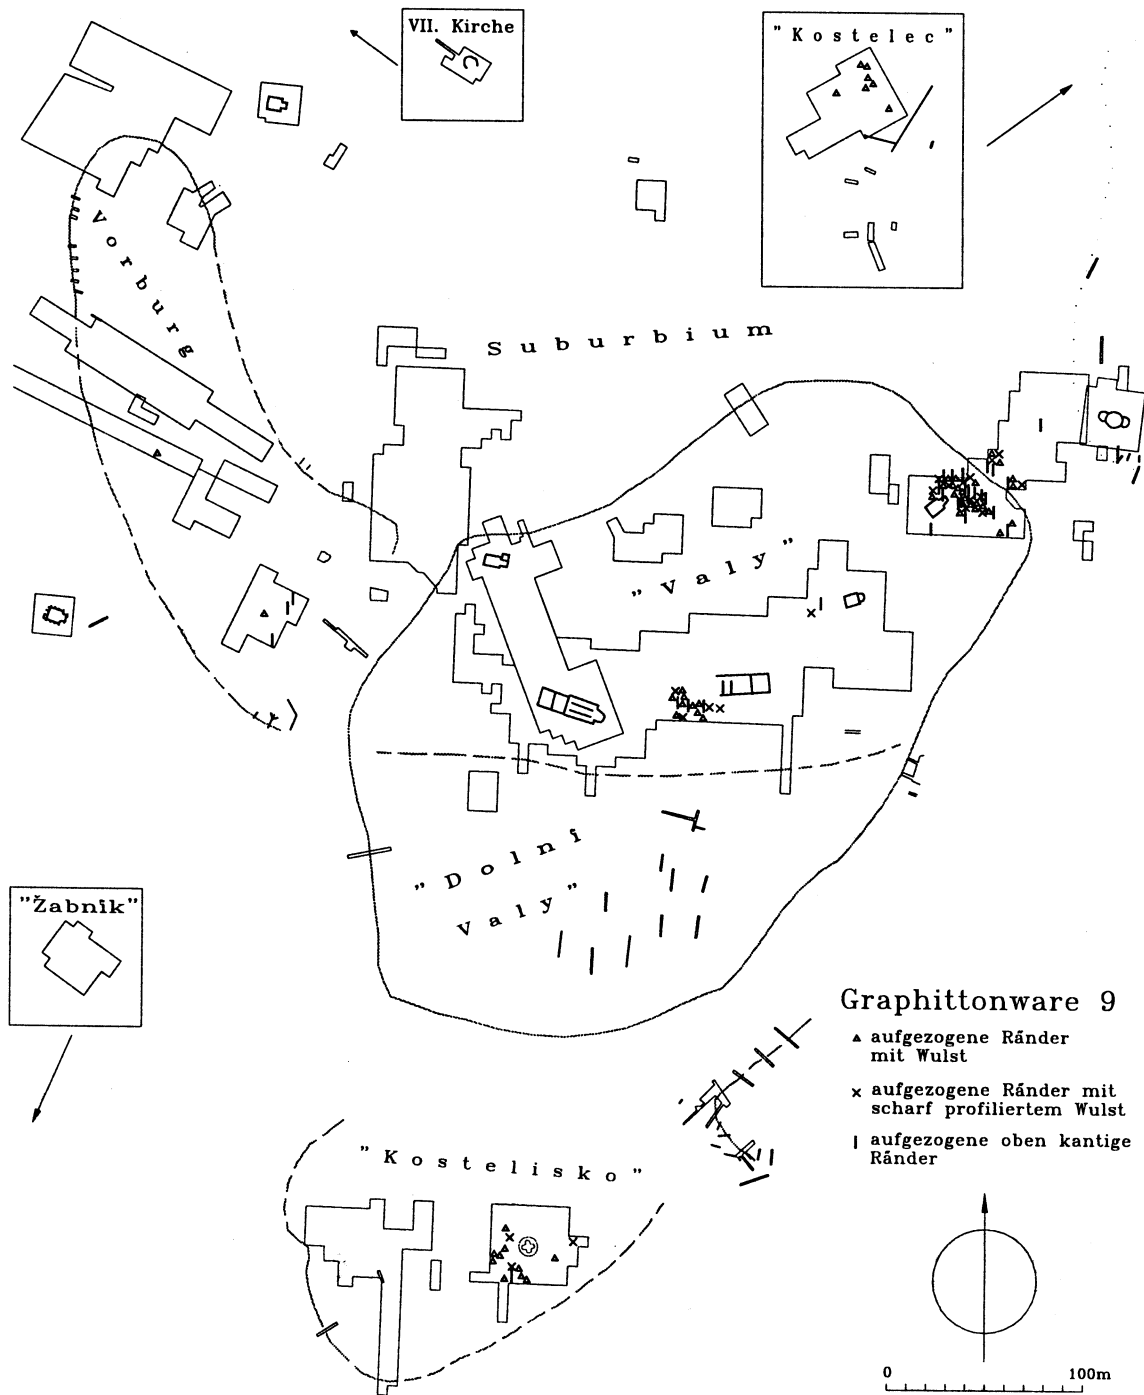 VII. Kirche
"Kostelec"
Vorburg
Suburbium
"Valy"
"Dolní
Valy"
"Žabník"
Graphittonware 9
aufgezogene Ränder
mit Wulst
aufgezogene Ränder mit
scharf profiliertem Wulst
aufgezogene oben kantige
Ränder
"Kostelisko"
0 100m